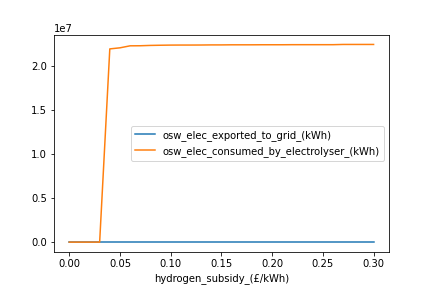 1e7
2.0
1.5
1.0
0.5
0.0
osw_elec_exported_to_grid_(kWh)
osw_elec_consumed_by_electrolyser_(kWh)
0.00 0.05 0.10 0.15 0.20 0.25 0.30
hydrogen_subsidy_(£/kWh)